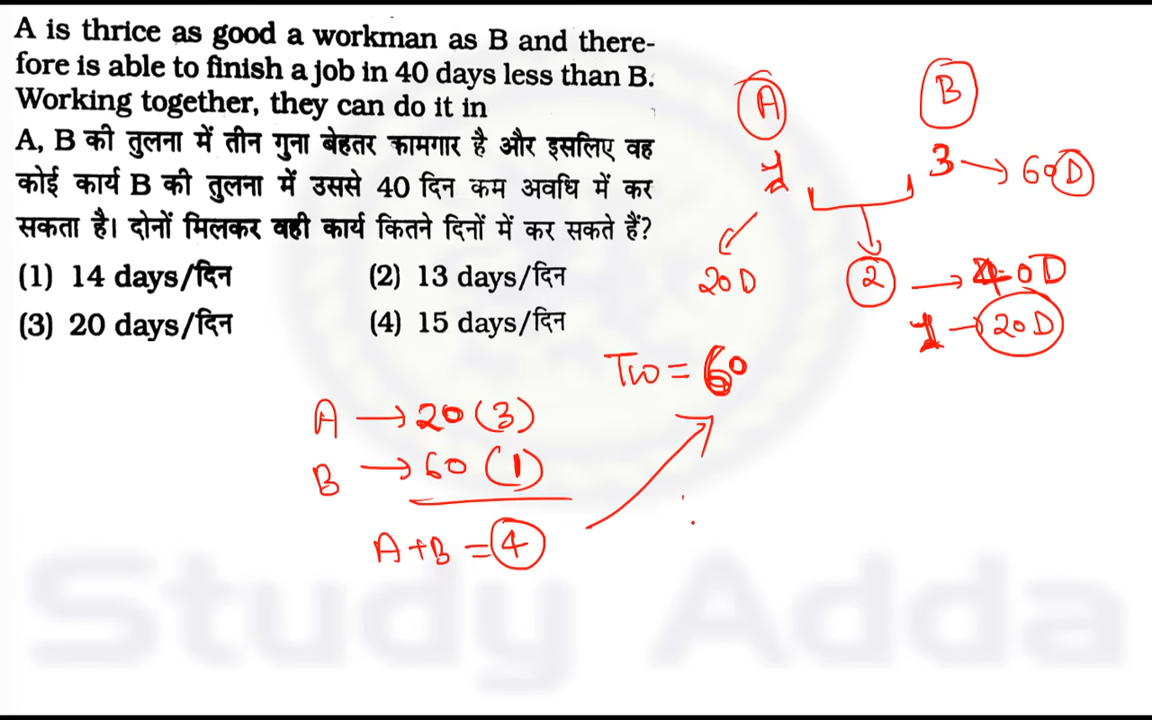 A is thrice as good a workman as B and there-
fore is able to finish a job in 40 days less than B.
Working together, they can do it in
A, B की तुलना में तीन गुना बेहतर कामगार है और इसलिए वह
कोई कार्य B की तुलना में उससे 40 दिन कम अवधि में कर
सकता है। दोनों मिलकर वही कार्य कितने दिनों में कर सकते हैं?
(1) 14 days/दिन (2) 13 days/दिन
(3) 20 days/दिन (4) 15 days/दिन
A B
1 3 → 60D
20D 2 → 40D
1 → 20D
TW = 60
A → 20 (3)
B → 60 (1)
A+B = 4
Study Adda